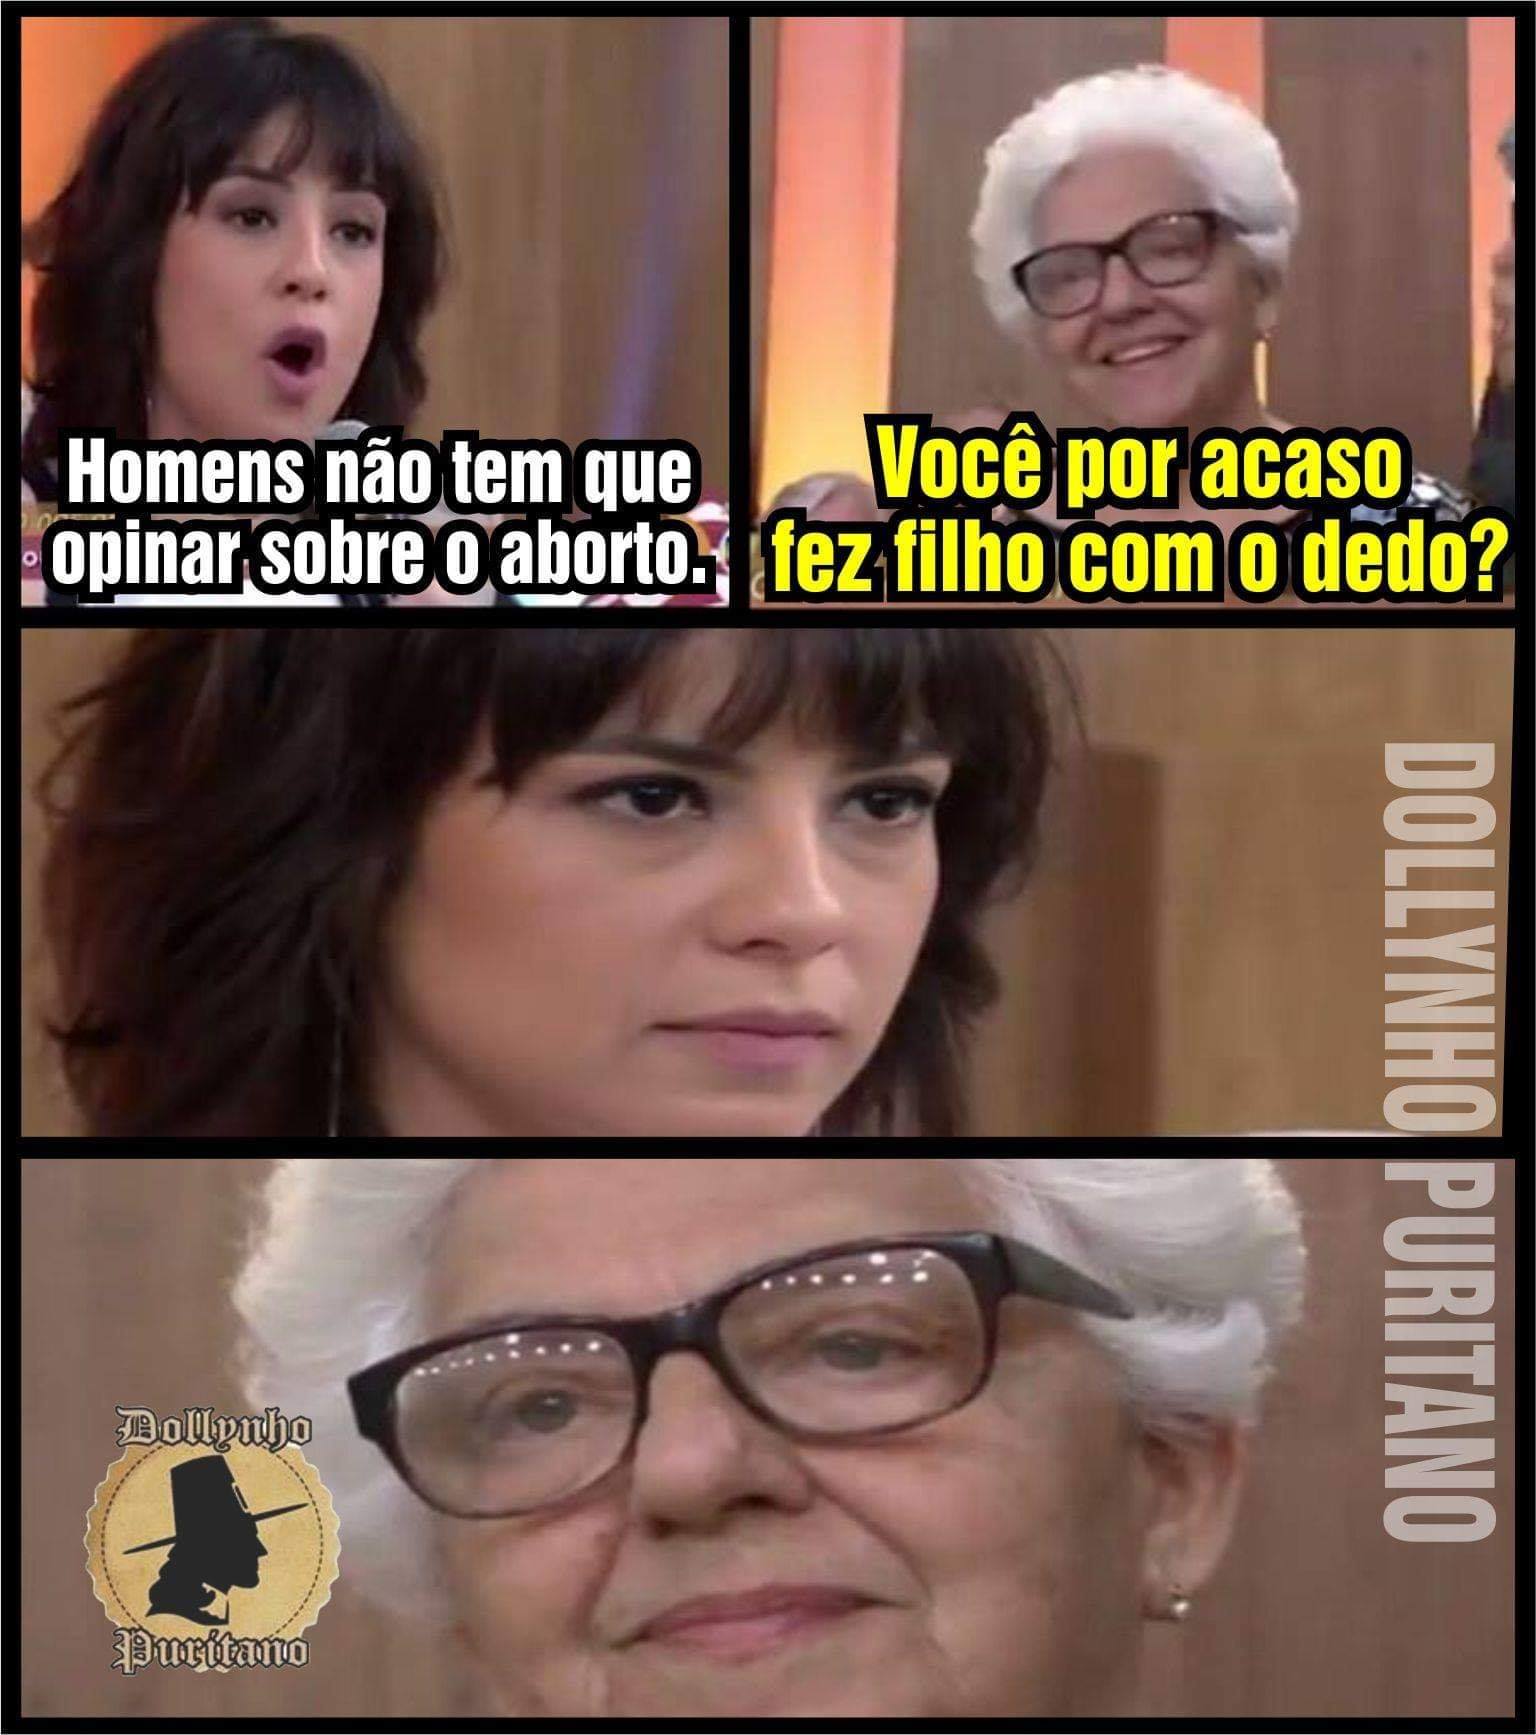 Homens não tem que
opinar sobre o aborto.
Você por acaso
fez filho com o dedo?
DOLLYNHO PURITANO
Dollynho
Puritano